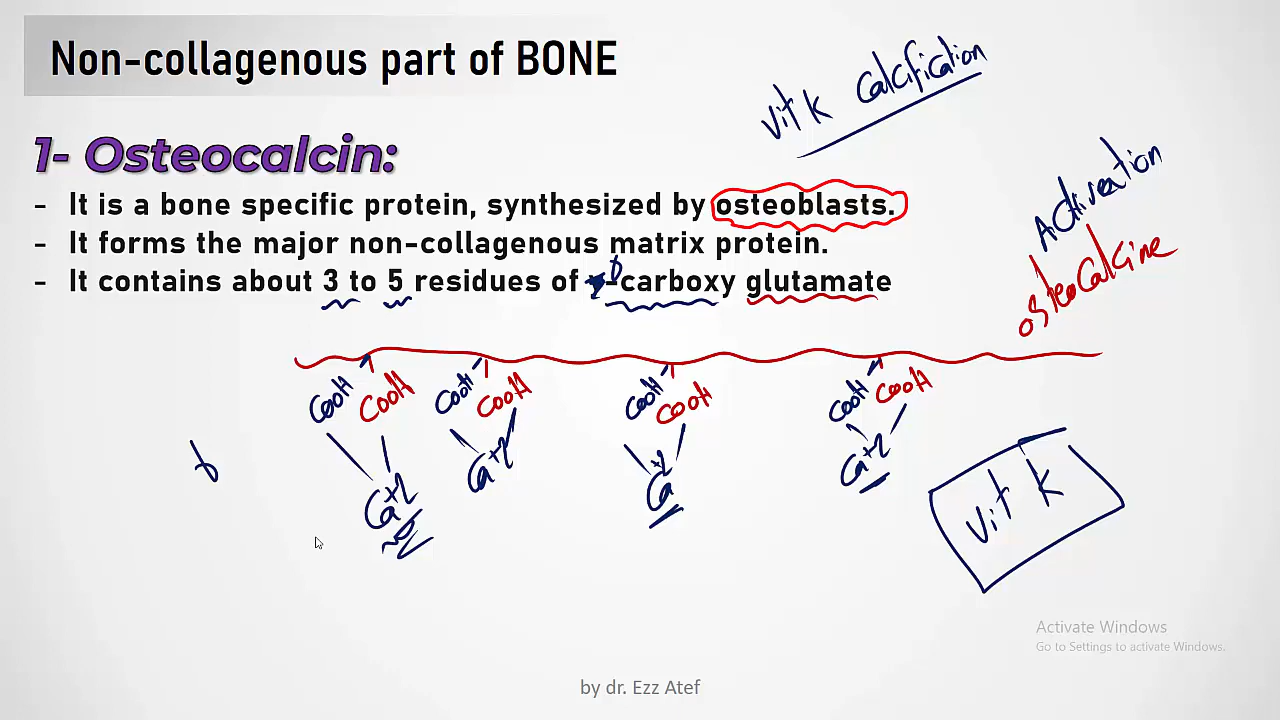 Non-collagenous part of BONE
vit k calcification
1- Osteocalcin:
- It is a bone specific protein, synthesized by osteoblasts.
- It forms the major non-collagenous matrix protein.
- It contains about 3 to 5 residues of γ-carboxy glutamate
Activation
osteocalcine
COOH COOH COOH COOH COOH COOH COOH COOH
Ca+2 Ca+2 Ca+2 Ca+2
vit k
Activate Windows
Go to Settings to activate Windows.
by dr. Ezz Atef